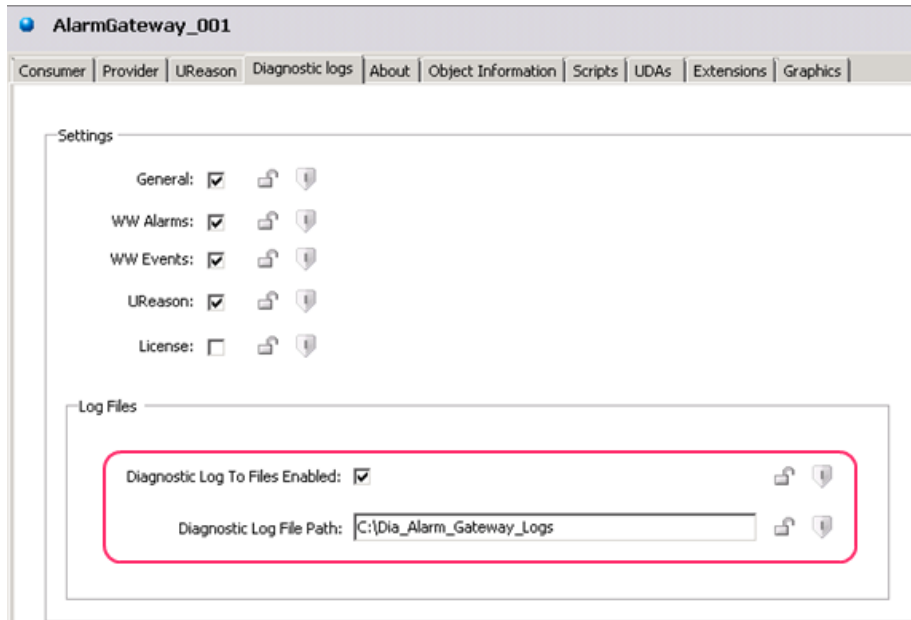 AlarmGateway_001
Consumer Provider UReason Diagnostic logs About Object Information Scripts UDAs Extensions Graphics
Settings
General:
WW Alarms:
WW Events:
UReason:
License:
Log Files
Diagnostic Log To Files Enabled:
Diagnostic Log File Path: C:\Dia_Alarm_Gateway_Logs